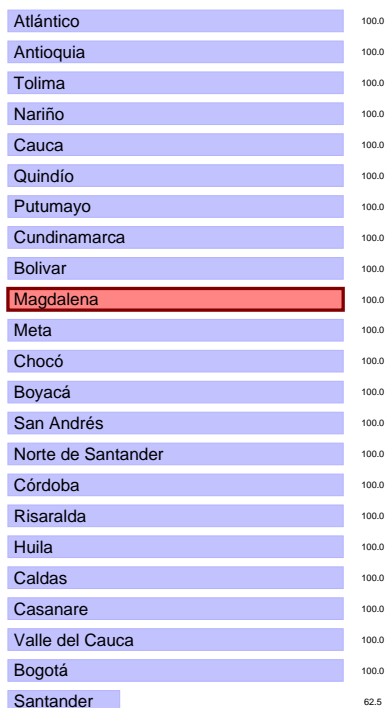 Atlántico 100.0
Antioquia 100.0
Tolima 100.0
Nariño 100.0
Cauca 100.0
Quindío 100.0
Putumayo 100.0
Cundinamarca 100.0
Bolivar 100.0
Magdalena 100.0
Meta 100.0
Chocó 100.0
Boyacá 100.0
San Andrés 100.0
Norte de Santander 100.0
Córdoba 100.0
Risaralda 100.0
Huila 100.0
Caldas 100.0
Casanare 100.0
Valle del Cauca 100.0
Bogotá 100.0
Santander 62.5